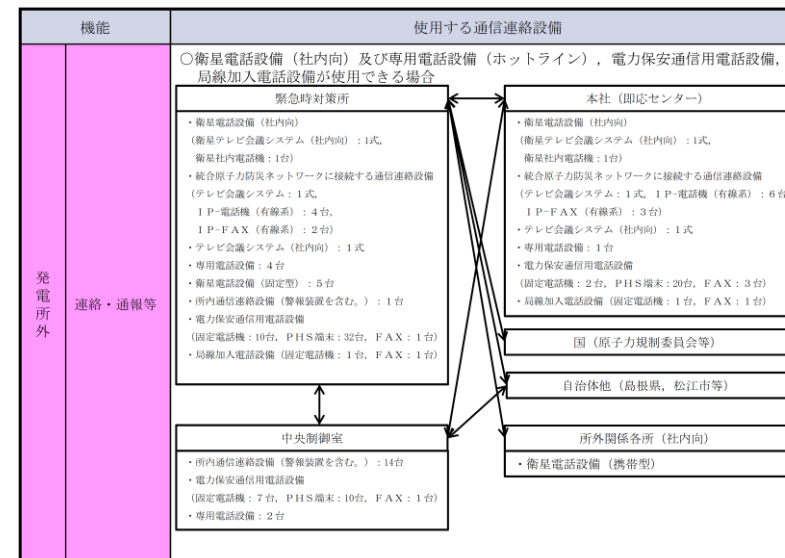 機能
使用する通信連絡設備
発電所外
連絡・通報等
○衛星電話設備（社内向）及び専用電話設備（ホットライン），電力保安通信用電話設備，
局線加入電話設備が使用できる場合
緊急時対策所
・衛星電話設備（社内向）
（衛星テレビ会議システム（社内向）：1式，
衛星社内電話機：1台）
・統合原子力防災ネットワークに接続する通信連絡設備
（テレビ会議システム：１式，
ＩＰ−電話機（有線系）：４台，
ＩＰ−ＦＡＸ（有線系）：２台）
・テレビ会議システム（社内向）：１式
・専用電話設備：４台
・衛星電話設備（固定型）：５台
・所内通信連絡設備（警報装置を含む。）：１台
・電力保安通信用電話設備
（固定電話機：10台，ＰＨＳ端末：32台，ＦＡＸ：１台）
・局線加入電話設備（固定電話機：１台，ＦＡＸ：１台）
中央制御室
・所内通信連絡設備（警報装置を含む。）：14台
・電力保安通信用電話設備
（固定電話機：７台，ＰＨＳ端末：10台，ＦＡＸ：１台）
・専用電話設備：２台
本社（即応センター）
・衛星電話設備（社内向）
（衛星テレビ会議システム（社内向）：1式，
衛星社内電話機：1台）
・統合原子力防災ネットワークに接続する通信連絡設備
（テレビ会議システム：１式，ＩＰ−電話機（有線系）：６台
ＩＰ−ＦＡＸ（有線系）：３台）
・テレビ会議システム（社内向）：１式
・専用電話設備：１台
・電力保安通信用電話設備
（固定電話機：２台，ＰＨＳ端末：20台，ＦＡＸ：３台）
・局線加入電話設備（固定電話機：１台，ＦＡＸ：１台）
国（原子力規制委員会等）
自治体他（島根県，松江市等）
所外関係各所（社内向）
・衛星電話設備（携帯型）